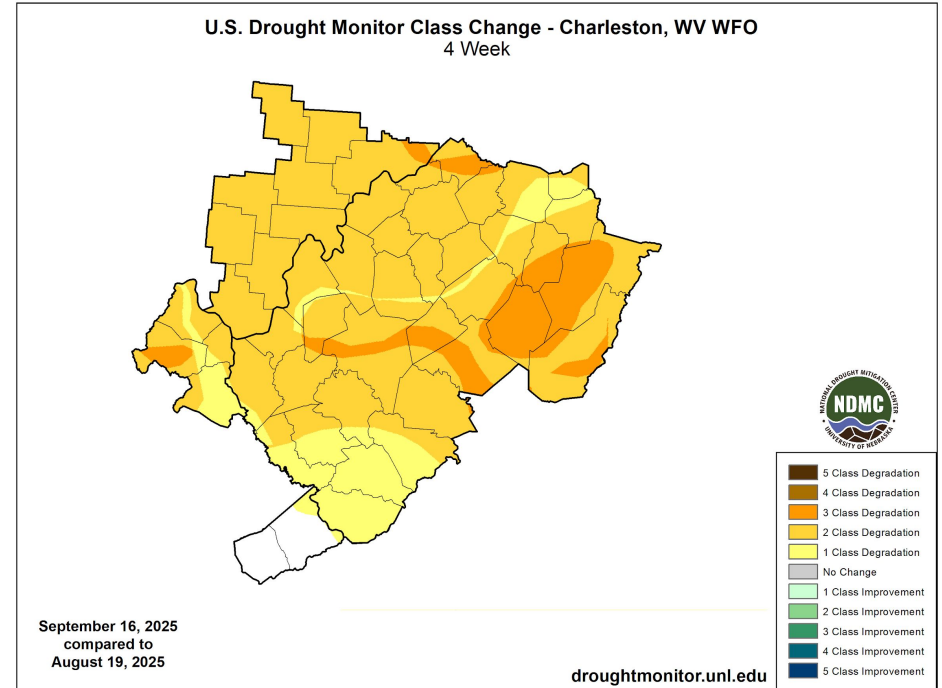 U.S. Drought Monitor Class Change - Charleston, WV WFO
4 Week
NATIONAL DROUGHT MITIGATION CENTER
NDMC
UNIVERSITY OF NEBRASKA
5 Class Degradation
4 Class Degradation
3 Class Degradation
2 Class Degradation
1 Class Degradation
No Change
1 Class Improvement
2 Class Improvement
3 Class Improvement
4 Class Improvement
5 Class Improvement
September 16, 2025
compared to
August 19, 2025
droughtmonitor.unl.edu